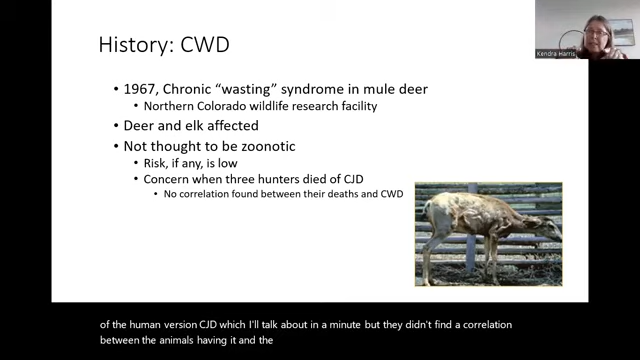 History: CWD
Kendra Harris
• 1967, Chronic “wasting” syndrome in mule deer
• Northern Colorado wildlife research facility
• Deer and elk affected
• Not thought to be zoonotic
• Risk, if any, is low
• Concern when three hunters died of CJD
• No correlation found between their deaths and CWD
of the human version CJD which I'll talk about in a minute but they didn't find a correlation
between the animals having it and the